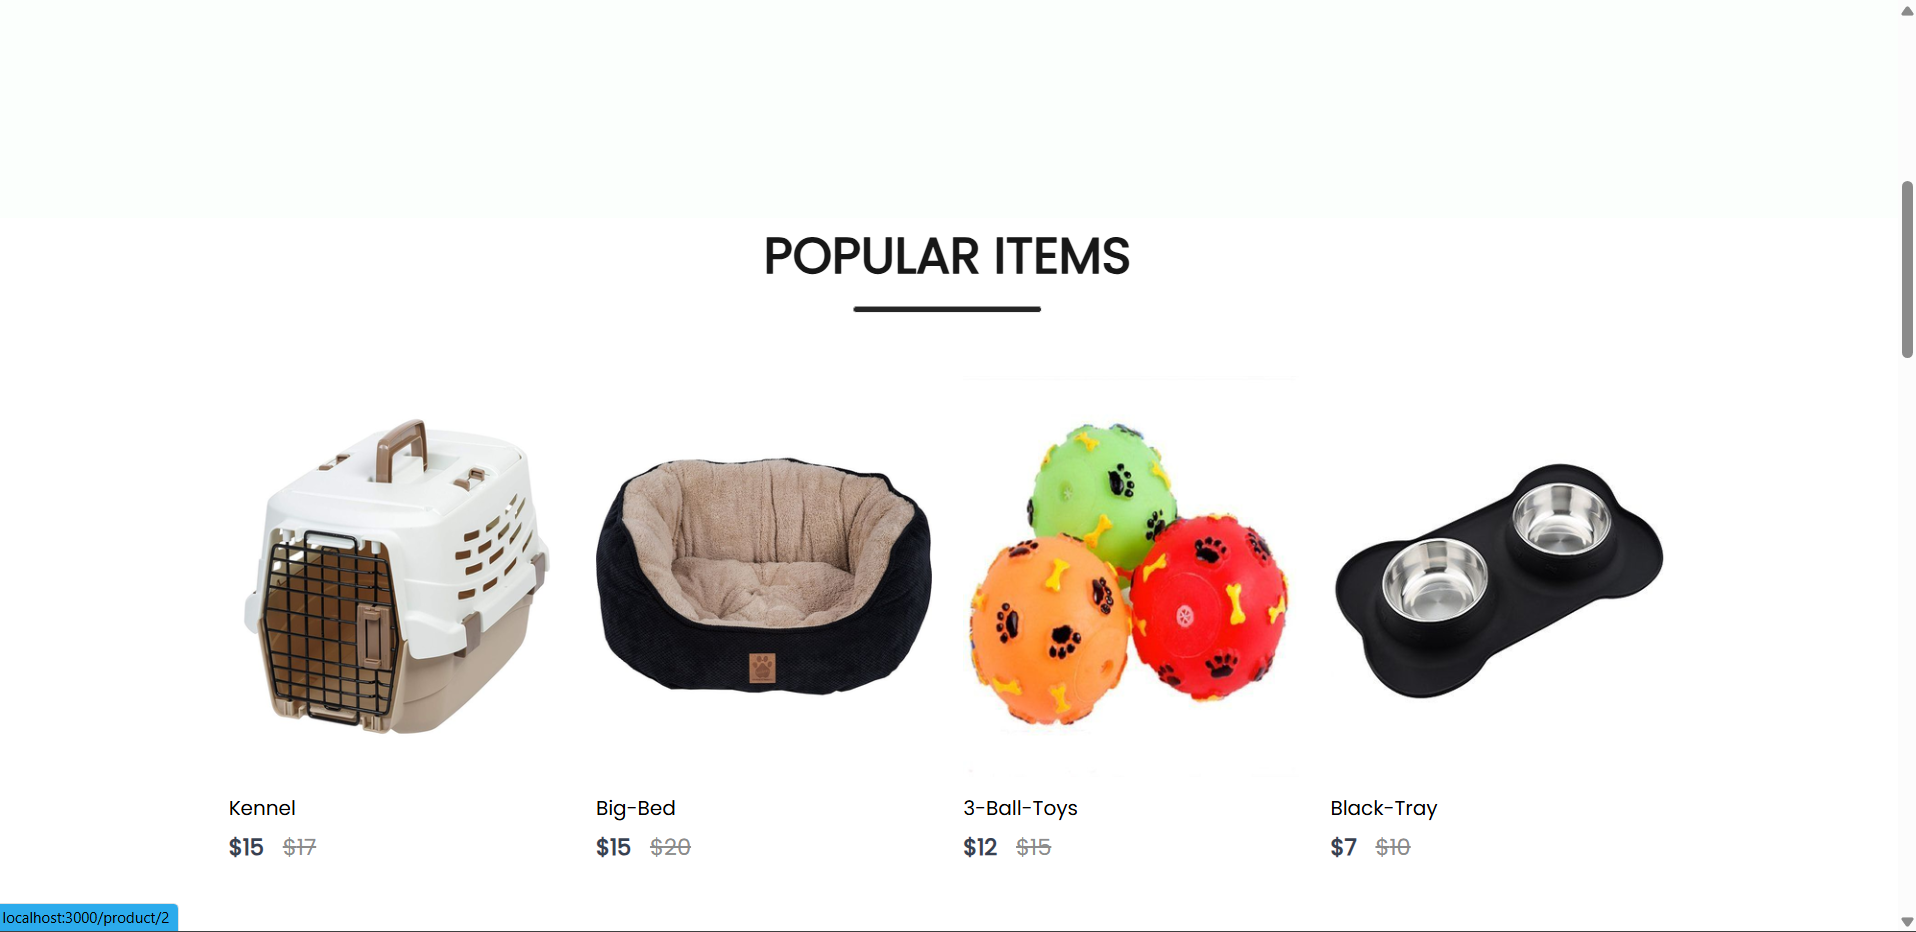 POPULAR ITEMS
Kennel
$15 $17
Big-Bed
$15 $20
3-Ball-Toys
$12 $15
Black-Tray
$7 $10
localhost:3000/product/2